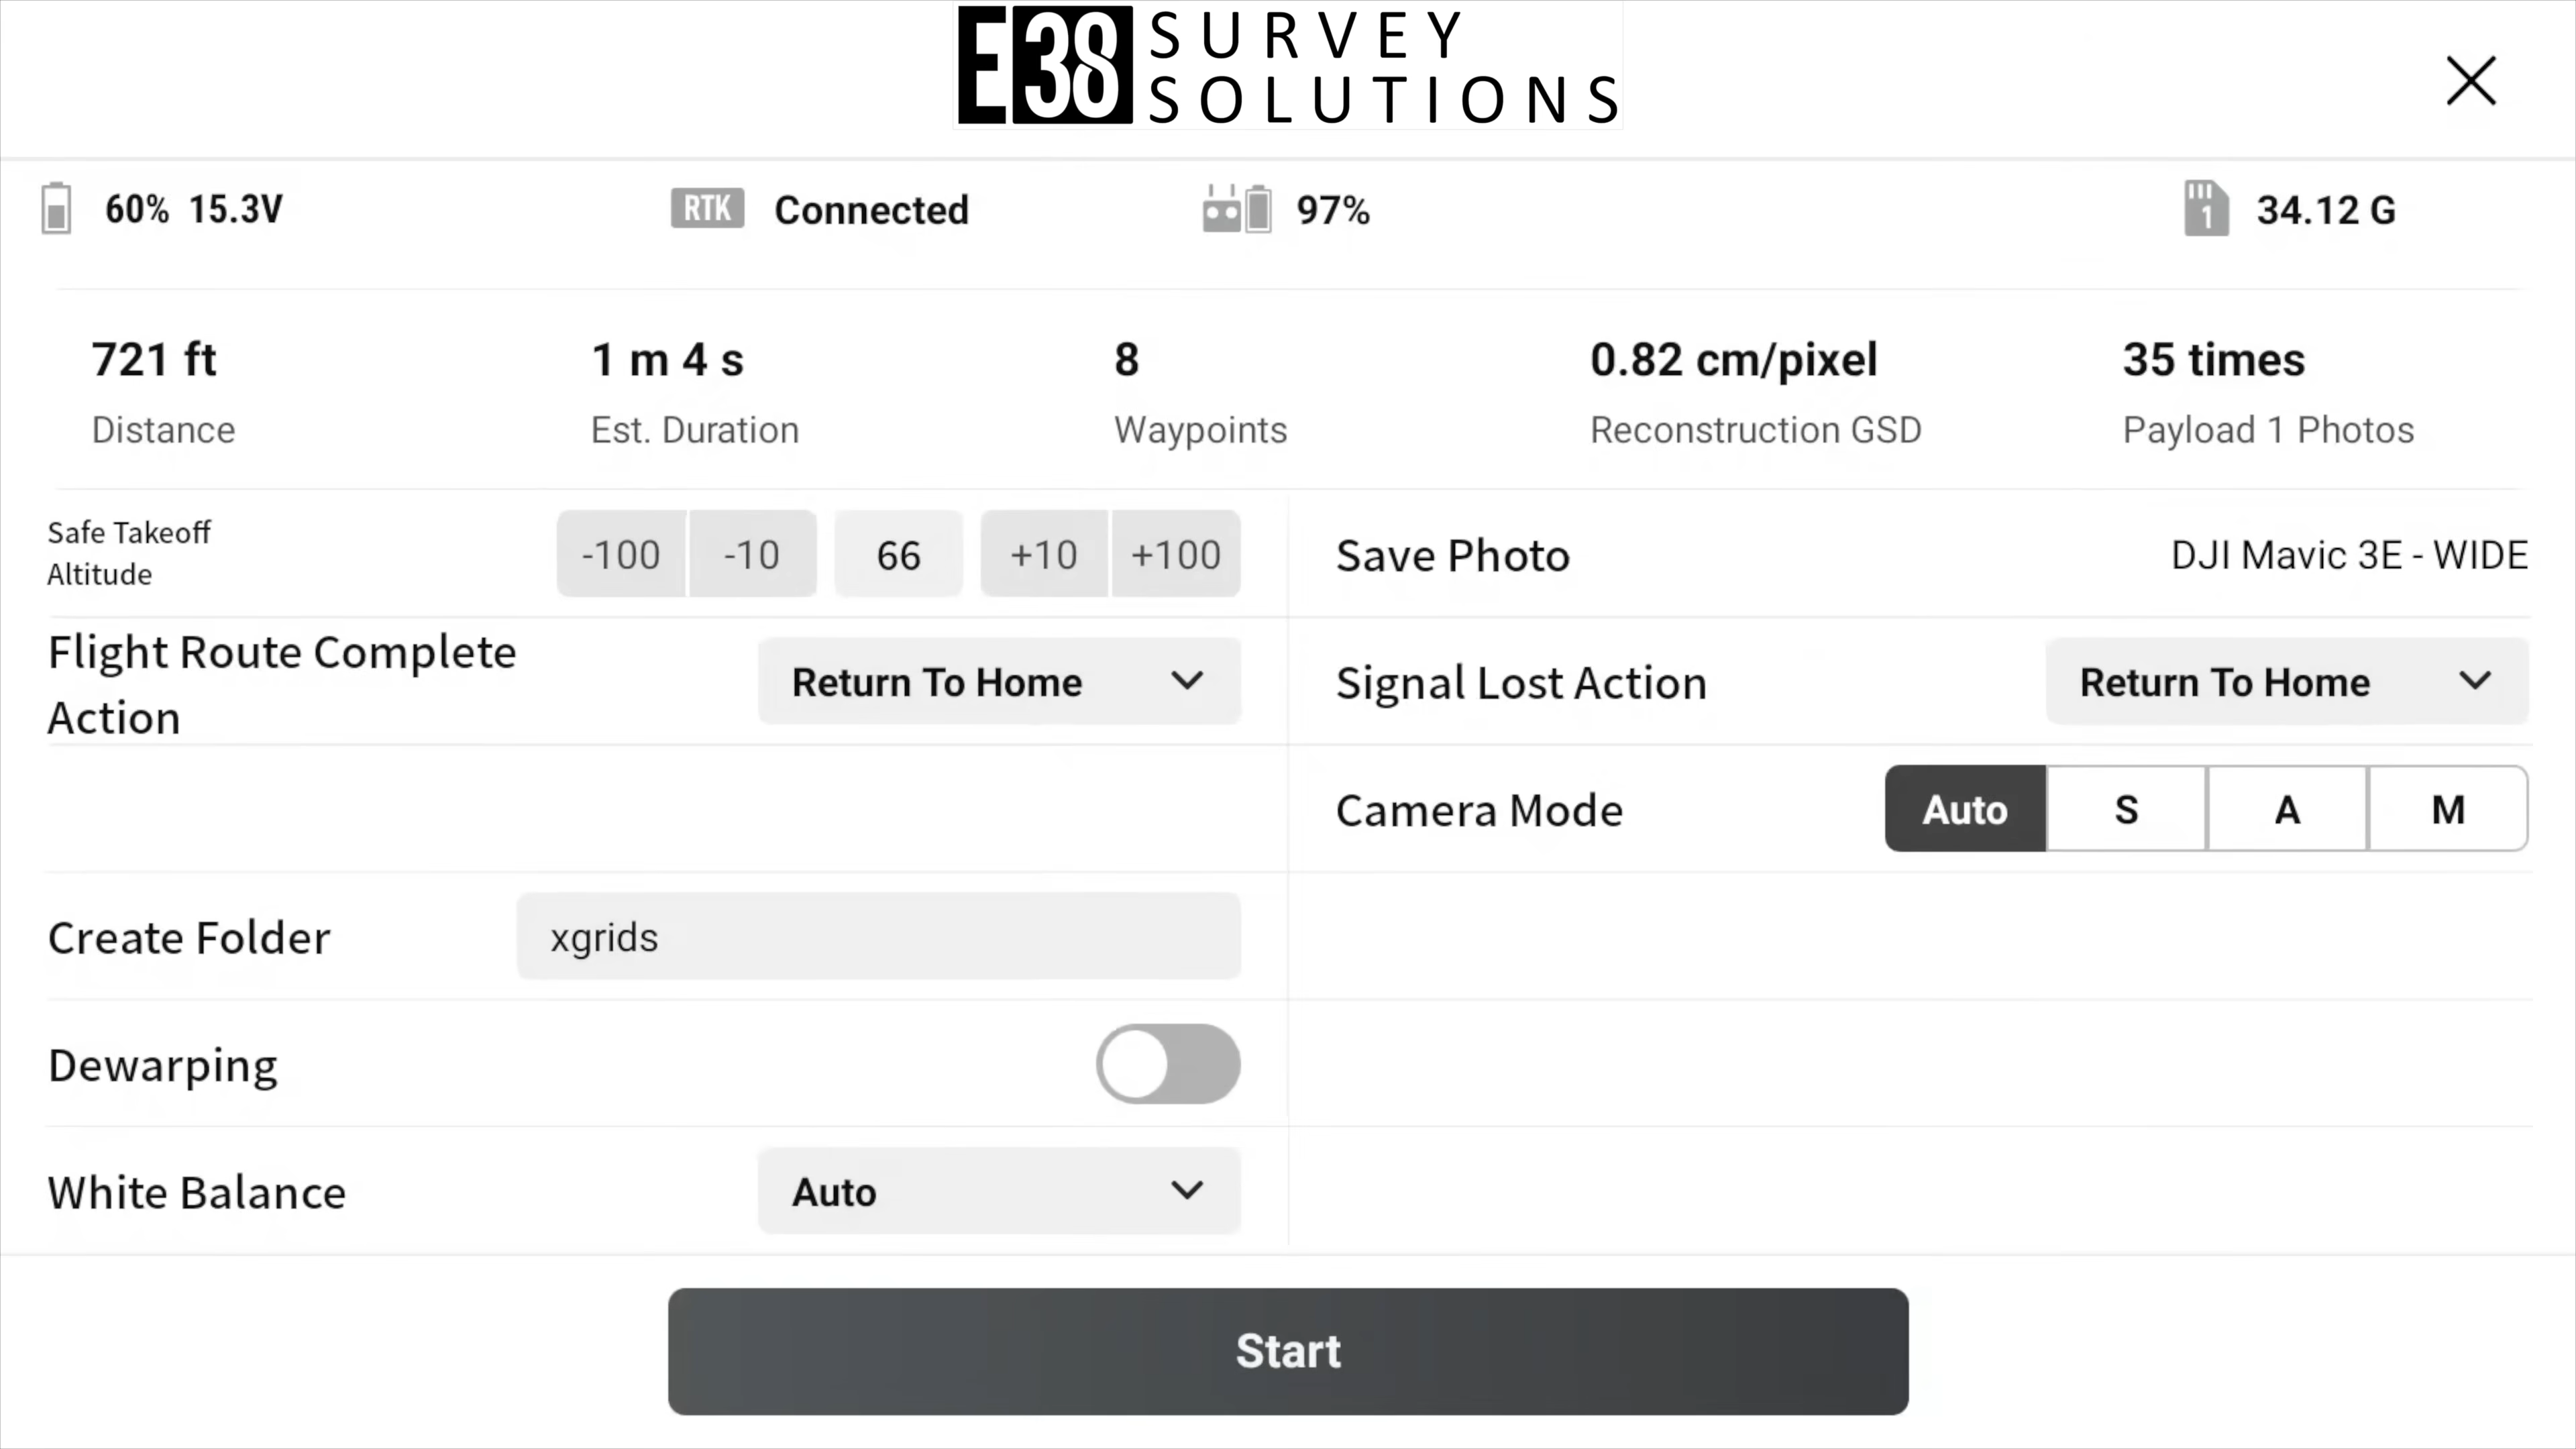 E38 SURVEY
SOLUTIONS
60% 15.3V
RTK Connected
97%
1 34.12 G
721 ft
Distance
1 m 4 s
Est. Duration
8
Waypoints
0.82 cm/pixel
Reconstruction GSD
35 times
Payload 1 Photos
Safe Takeoff
Altitude
-100 -10 66 +10 +100
Save Photo DJI Mavic 3E - WIDE
Flight Route Complete
Action
Return To Home
Signal Lost Action Return To Home
Camera Mode Auto S A M
Create Folder xgrids
Dewarping
White Balance Auto
Start